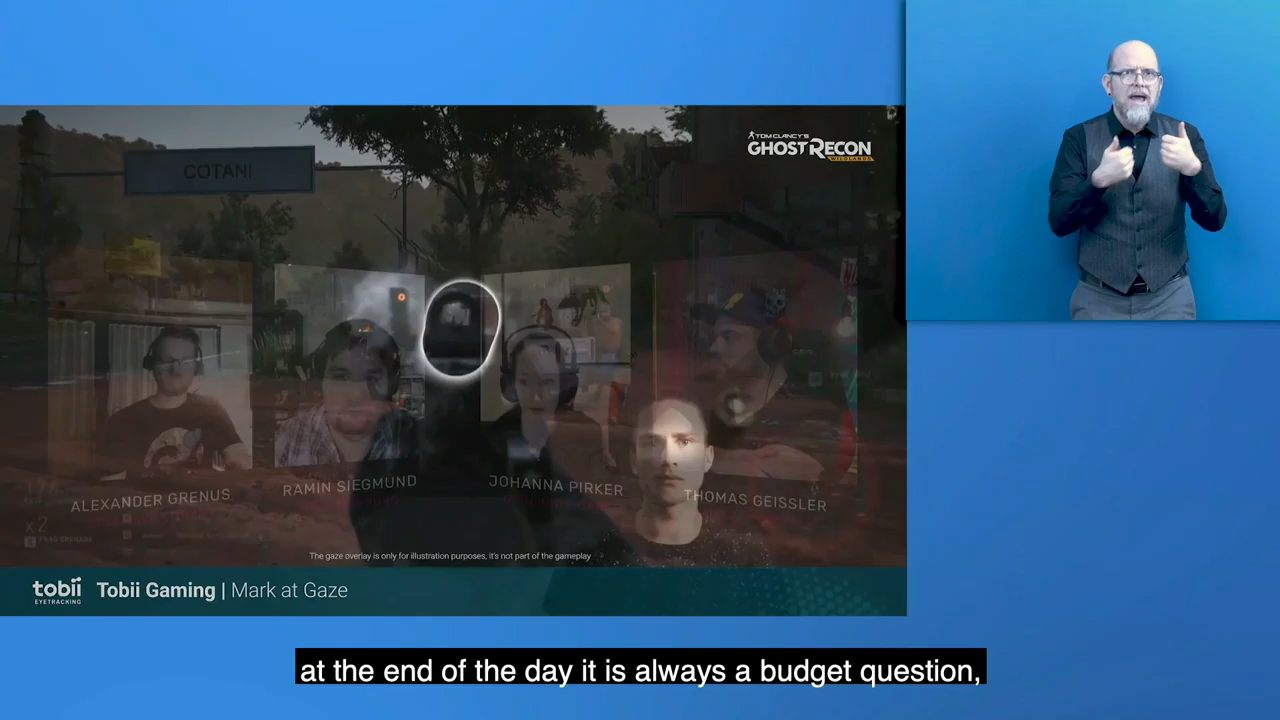 COTANI
TOM CLANCY'S
GHOST RECON
WILDLANDS
ALEXANDER GRENUS
RAMIN SIEGMUND
JOHANNA PIRKER
THOMAS GEISSLER
x2
FRAG GRENADE
The gaze overlay is only for illustration purposes, it's not part of the gameplay
tobii
EYETRACKING
Tobii Gaming | Mark at Gaze
at the end of the day it is always a budget question,